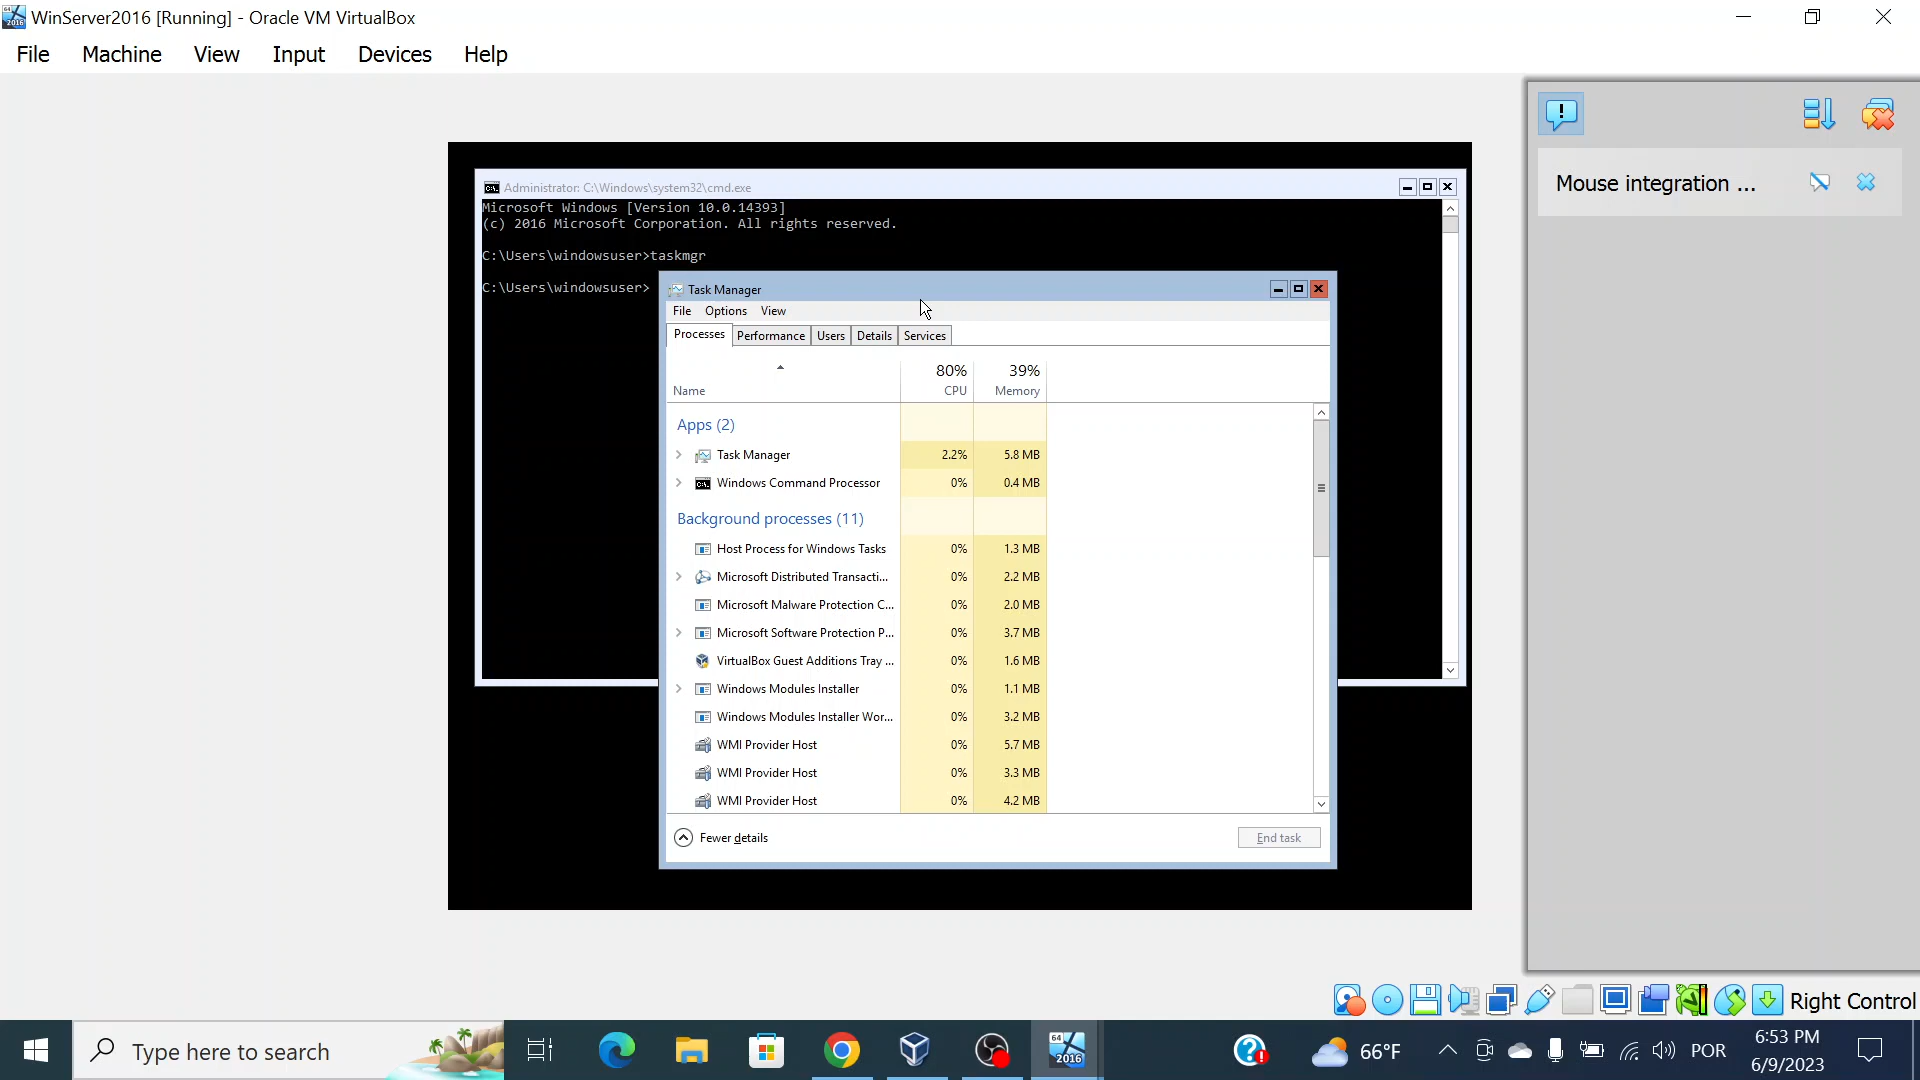 WinServer2016 [Running] - Oracle VM VirtualBox
File Machine View Input Devices Help
Mouse integration ...
Administrator: C:\Windows\system32\cmd.exe
Microsoft Windows [Version 10.0.14393]
(c) 2016 Microsoft Corporation. All rights reserved.
C:\Users\windowsuser>taskmgr
C:\Users\windowsuser>
Task Manager
File Options View
Processes Performance Users Details Services
80% 39%
Name CPU Memory
Apps (2)
Task Manager 2.2% 5.8 MB
Windows Command Processor 0% 0.4 MB
Background processes (11)
Host Process for Windows Tasks 0% 1.3 MB
Microsoft Distributed Transacti... 0% 2.2 MB
Microsoft Malware Protection C... 0% 2.0 MB
Microsoft Software Protection P... 0% 3.7 MB
VirtualBox Guest Additions Tray ... 0% 1.6 MB
Windows Modules Installer 0% 1.1 MB
Windows Modules Installer Wor... 0% 3.2 MB
WMI Provider Host 0% 5.7 MB
WMI Provider Host 0% 3.3 MB
WMI Provider Host 0% 4.2 MB
Fewer details End task
Right Control
Type here to search
64
2016
66°F
POR
6:53 PM
6/9/2023